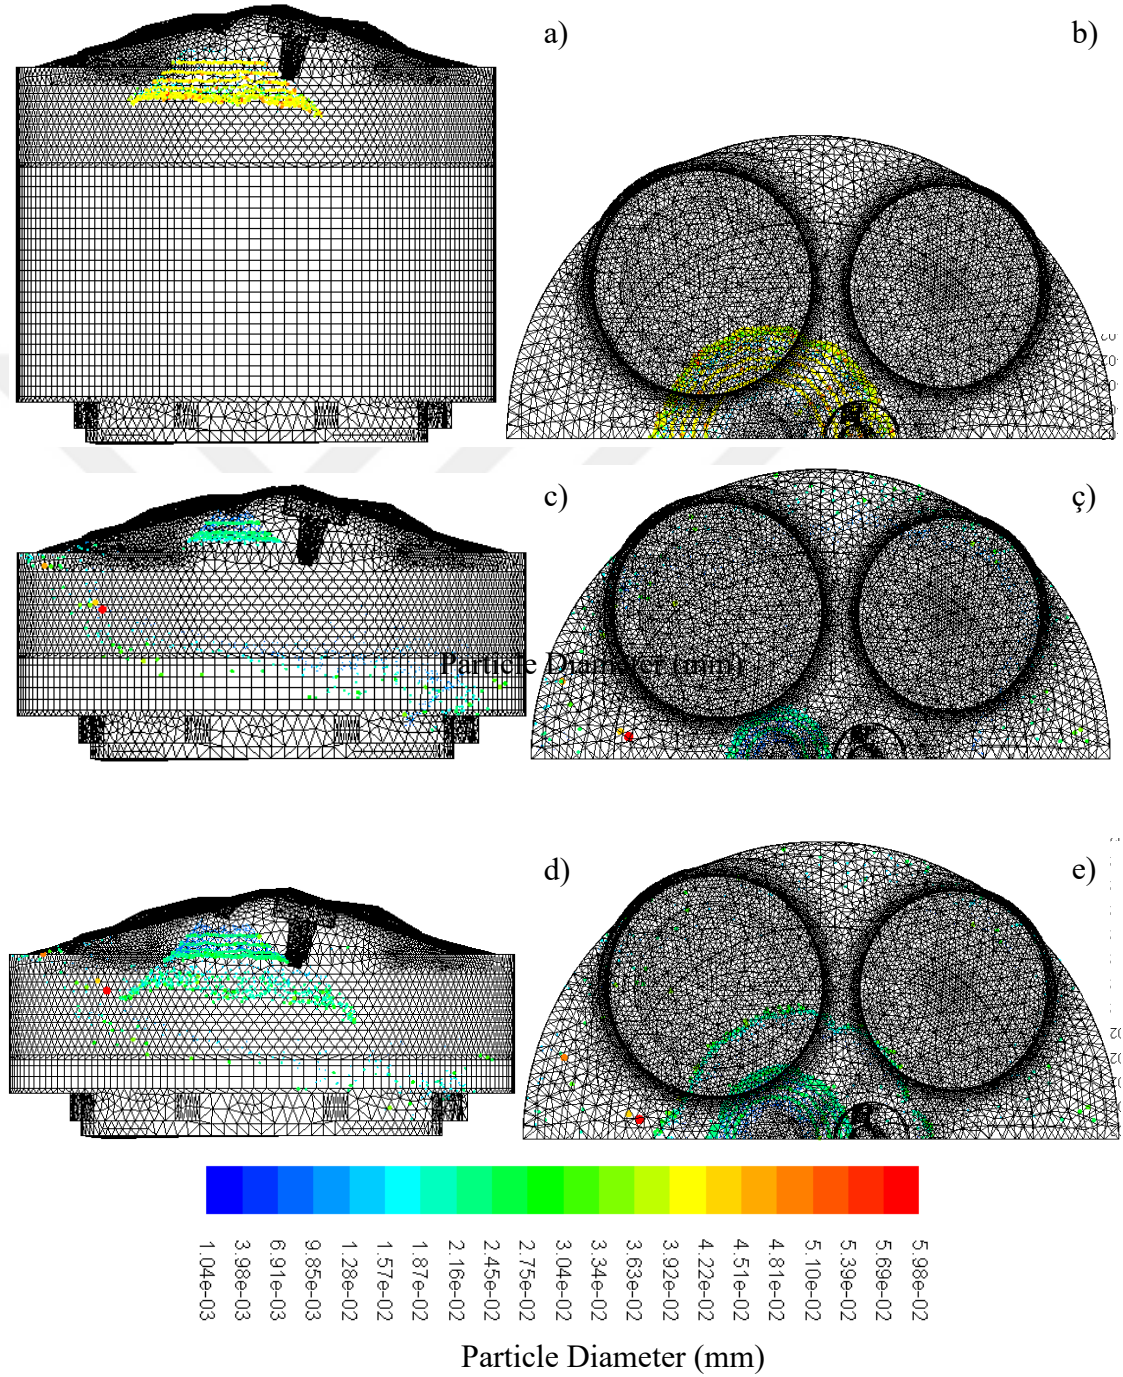 a)
b)
c)
ç)
Particle Diameter (mm)
d)
e)
1.04e-03
3.98e-03
6.91e-03
9.85e-03
1.28e-02
1.57e-02
1.87e-02
2.16e-02
2.45e-02
2.75e-02
3.04e-02
3.34e-02
3.63e-02
3.92e-02
4.22e-02
4.51e-02
4.81e-02
5.10e-02
5.39e-02
5.69e-02
5.98e-02
Particle Diameter (mm)